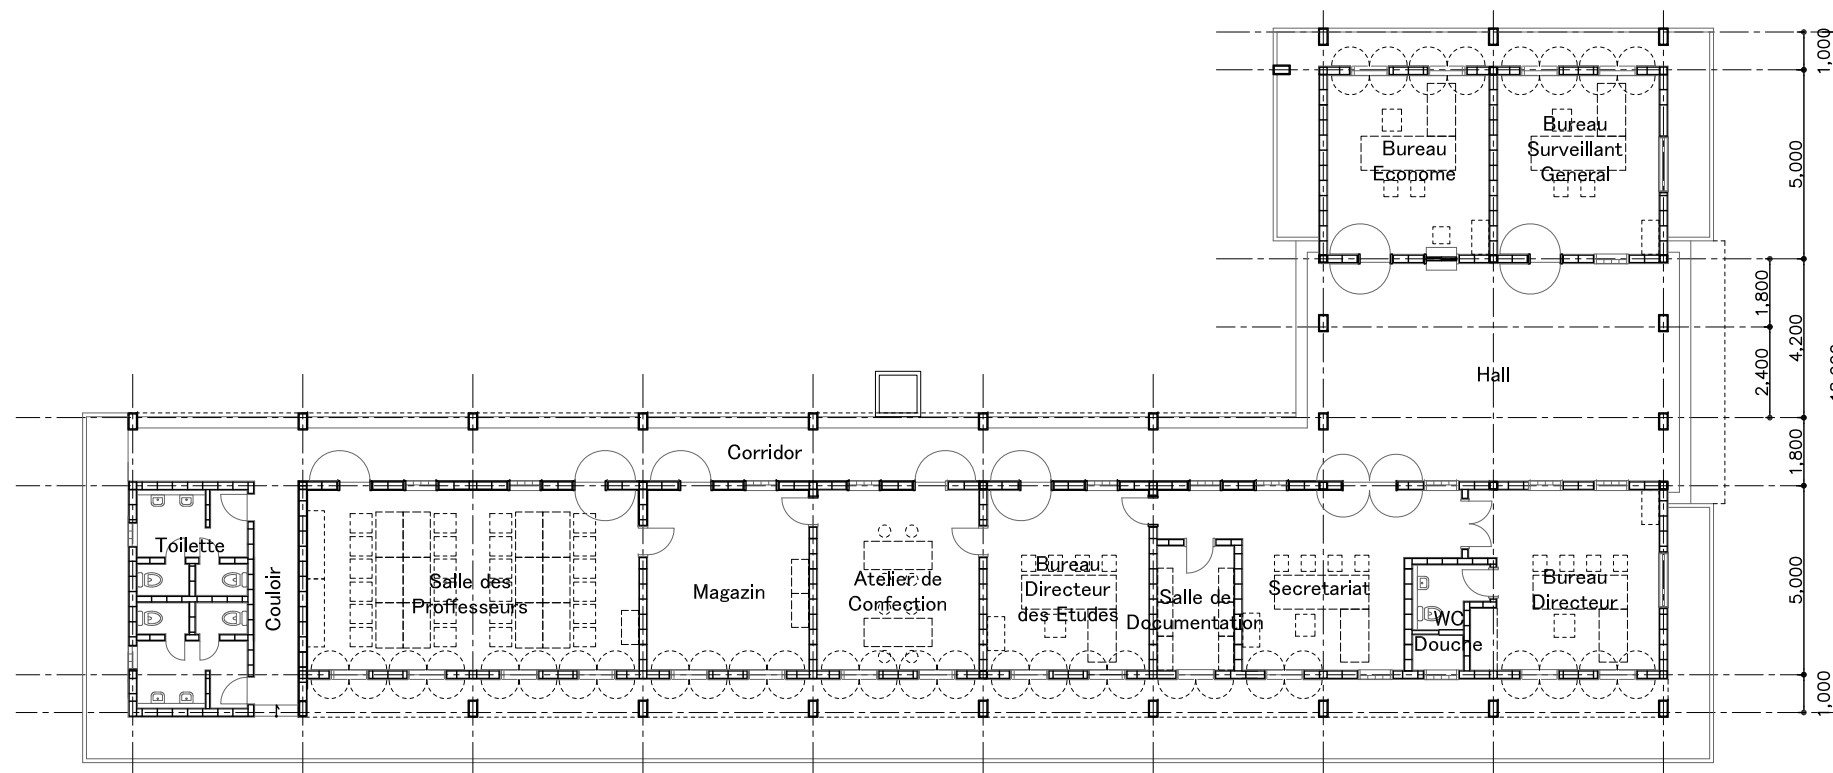 1,000
Bureau
Surveillant
General
Bureau
Econome
5,000
1,800
4,200
2,400
Hall
Corridor
1,800
Toilette
Couloir
Salle des
Proffesseurs
Magazin
Atelier de
Confection
Bureau
Directeur
des Etudes
Salle de
Documentation
Secretariat
WC
Douche
Bureau
Directeur
5,000
1,000